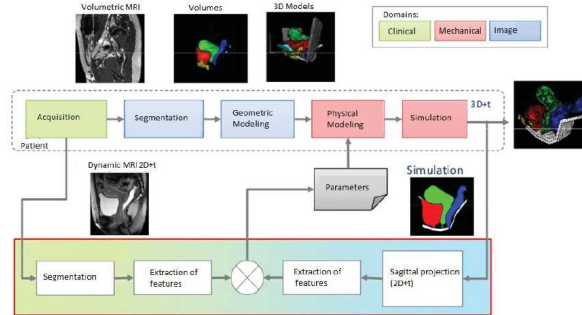 Volumetric MRI
Volumes
3D Models
Domains:
Clinical
Mechanical
Image
3D+t
Acquisition
Segmentation
Geometric
Modeling
Physical
Modeling
Simulation
Patient
Dynamic MRI 2D+t
Parameters
Simulation
Segmentation
Extraction of
features
Extraction of
features
Sagittal projection
(2D+t)